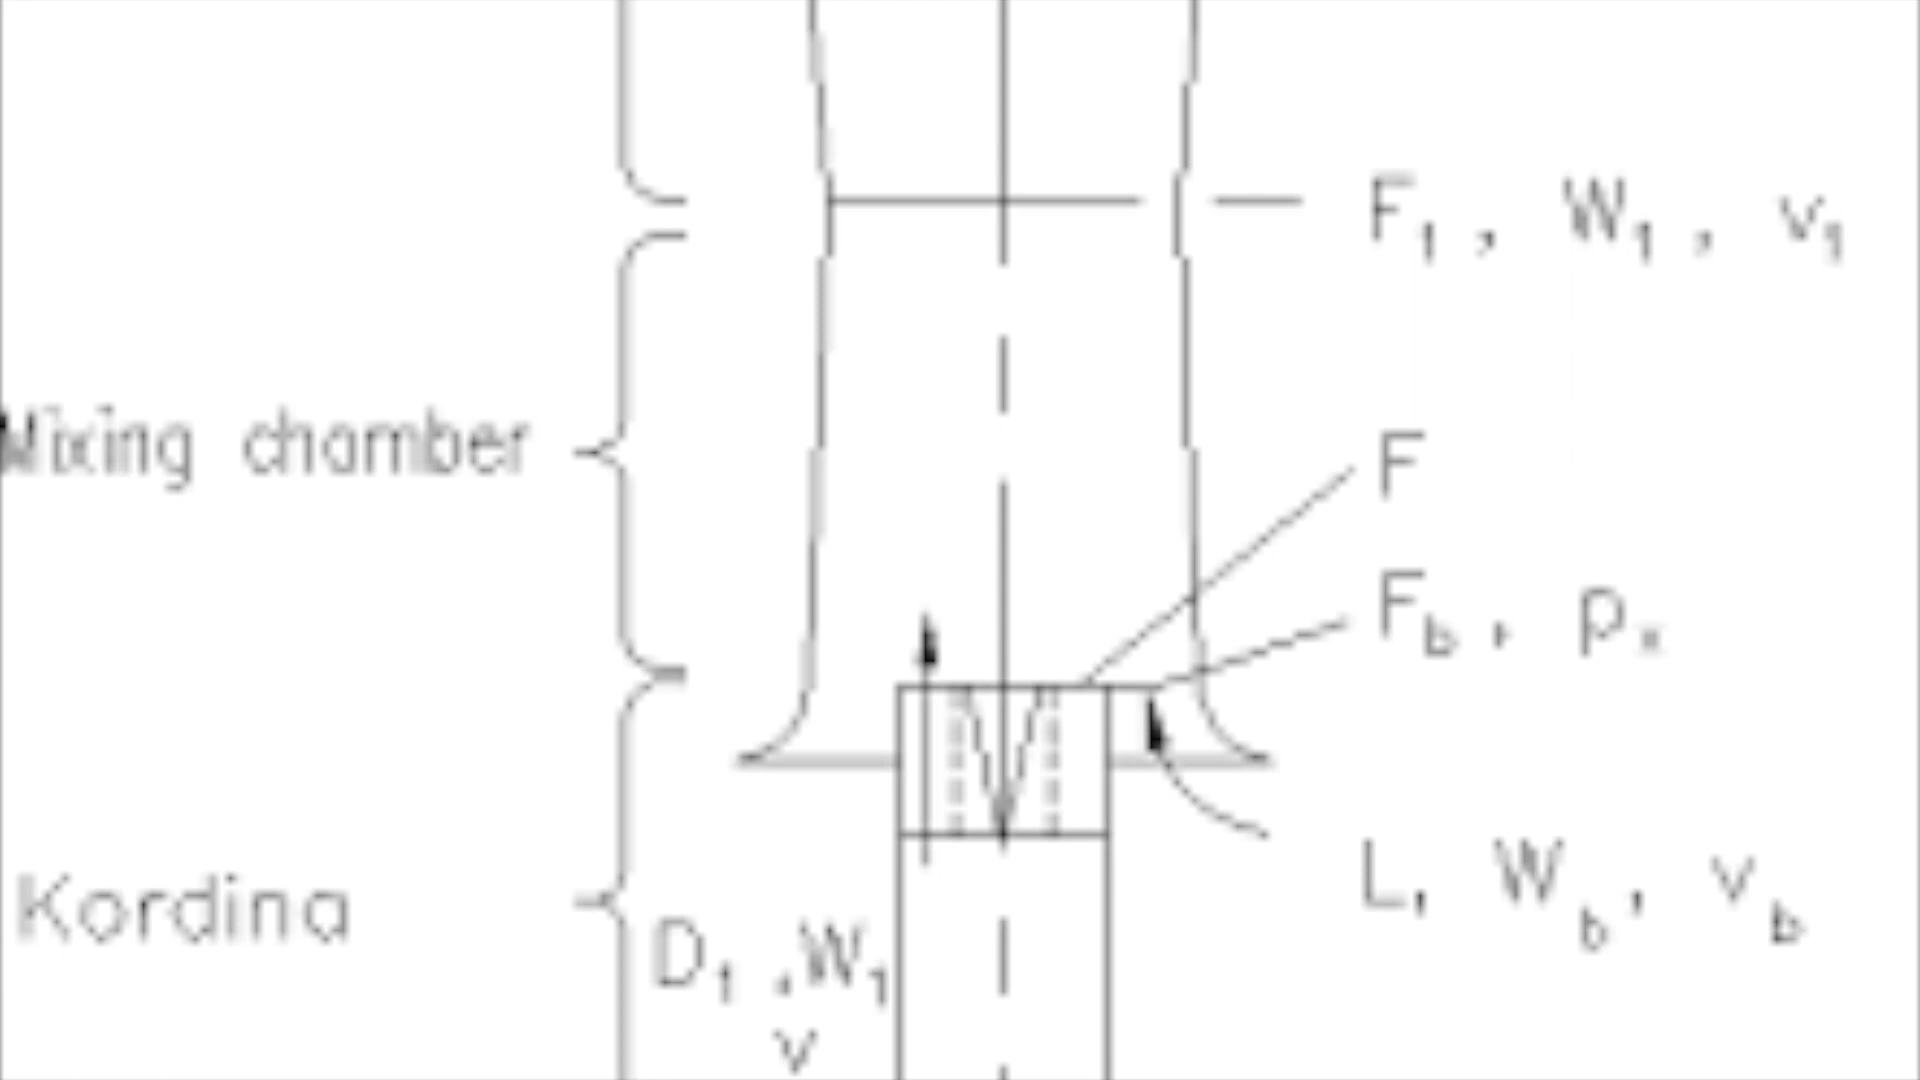 F1, W1, v1
Mixing chamber
F
Fb, px
L, Wb, vb
Kordina
D1, W1
v